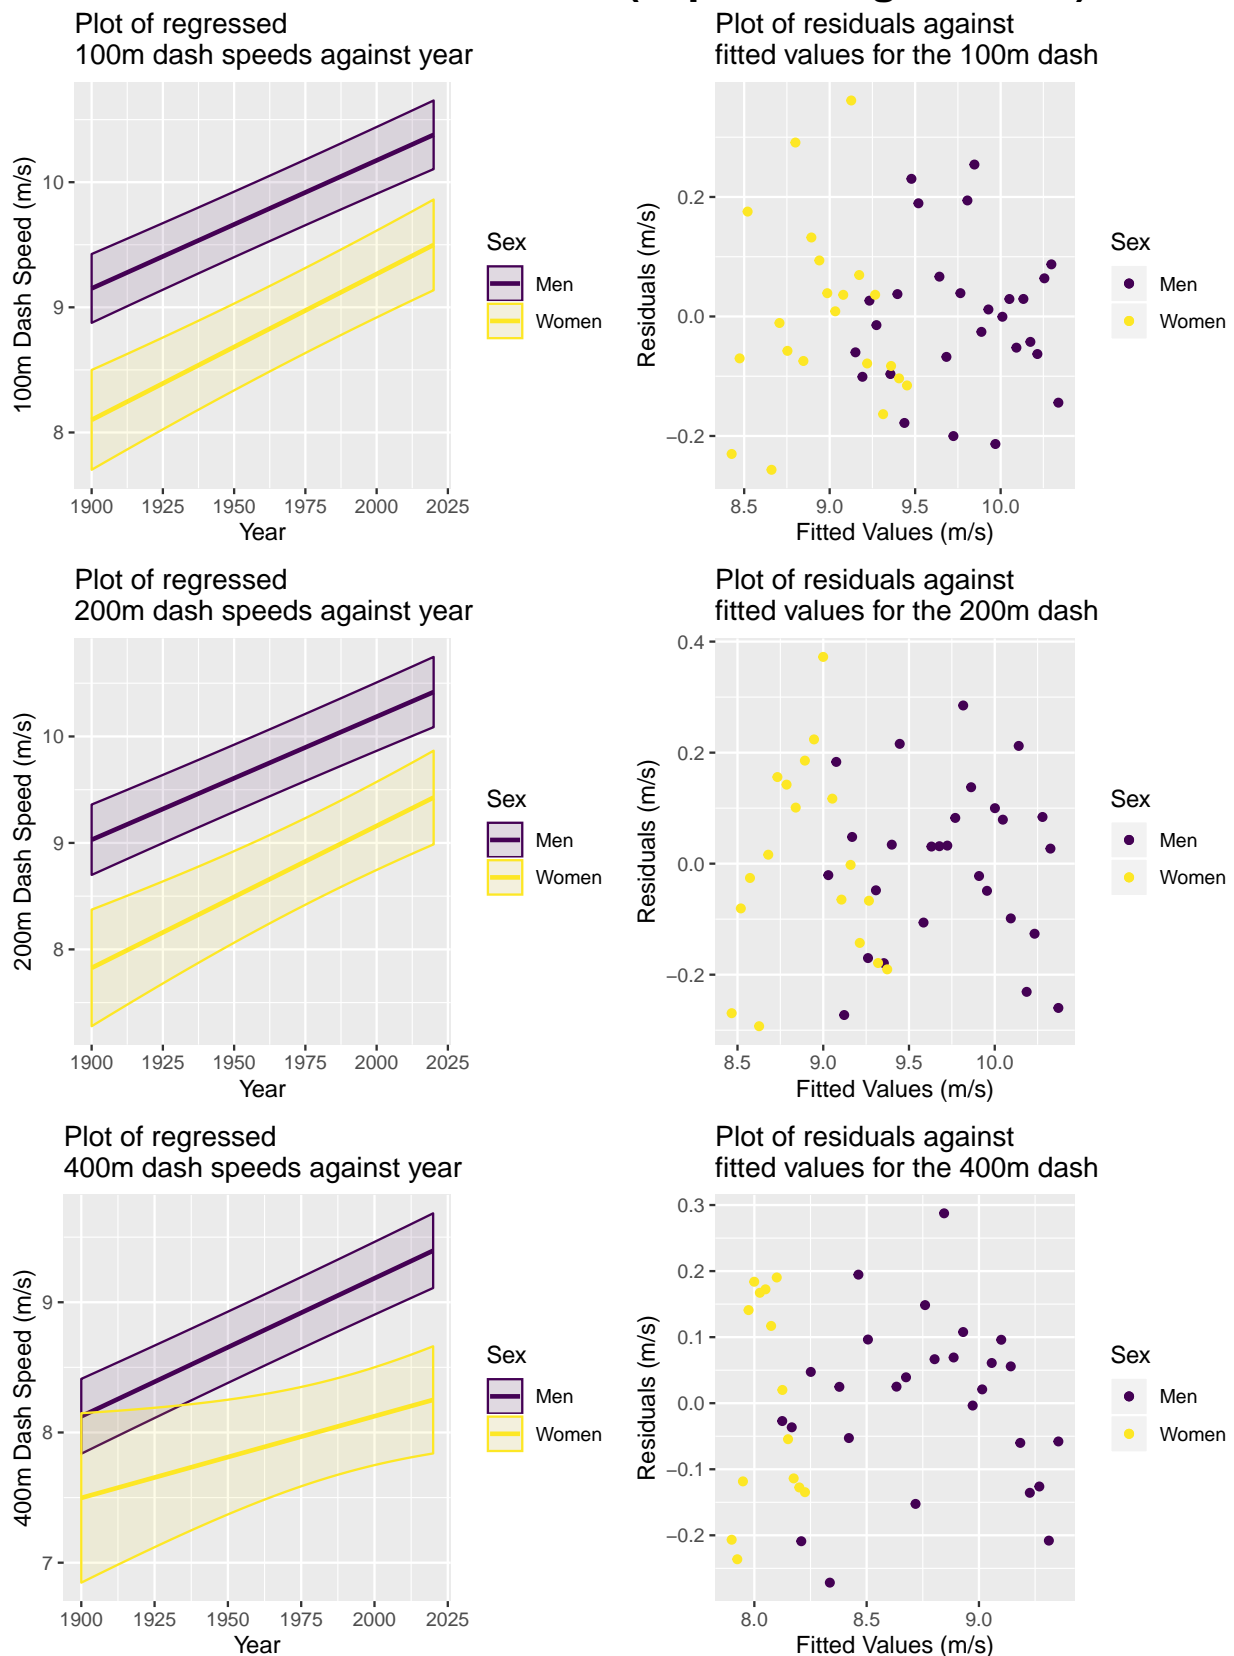 Plot of regressed
100m dash speeds against year
100m Dash Speed (m/s)
10
9
8
1900 1925 1950 1975 2000 2025
Year
Sex
Men
Women
Plot of residuals against
fitted values for the 100m dash
Residuals (m/s)
0.2
0.0
−0.2
8.5 9.0 9.5 10.0
Fitted Values (m/s)
Sex
Men
Women
Plot of regressed
200m dash speeds against year
200m Dash Speed (m/s)
10
9
8
1900 1925 1950 1975 2000 2025
Year
Sex
Men
Women
Plot of residuals against
fitted values for the 200m dash
Residuals (m/s)
0.4
0.2
0.0
−0.2
8.5 9.0 9.5 10.0
Fitted Values (m/s)
Sex
Men
Women
Plot of regressed
400m dash speeds against year
400m Dash Speed (m/s)
9
8
7
1900 1925 1950 1975 2000 2025
Year
Sex
Men
Women
Plot of residuals against
fitted values for the 400m dash
Residuals (m/s)
0.3
0.2
0.1
0.0
−0.1
−0.2
8.0 8.5 9.0
Fitted Values (m/s)
Sex
Men
Women